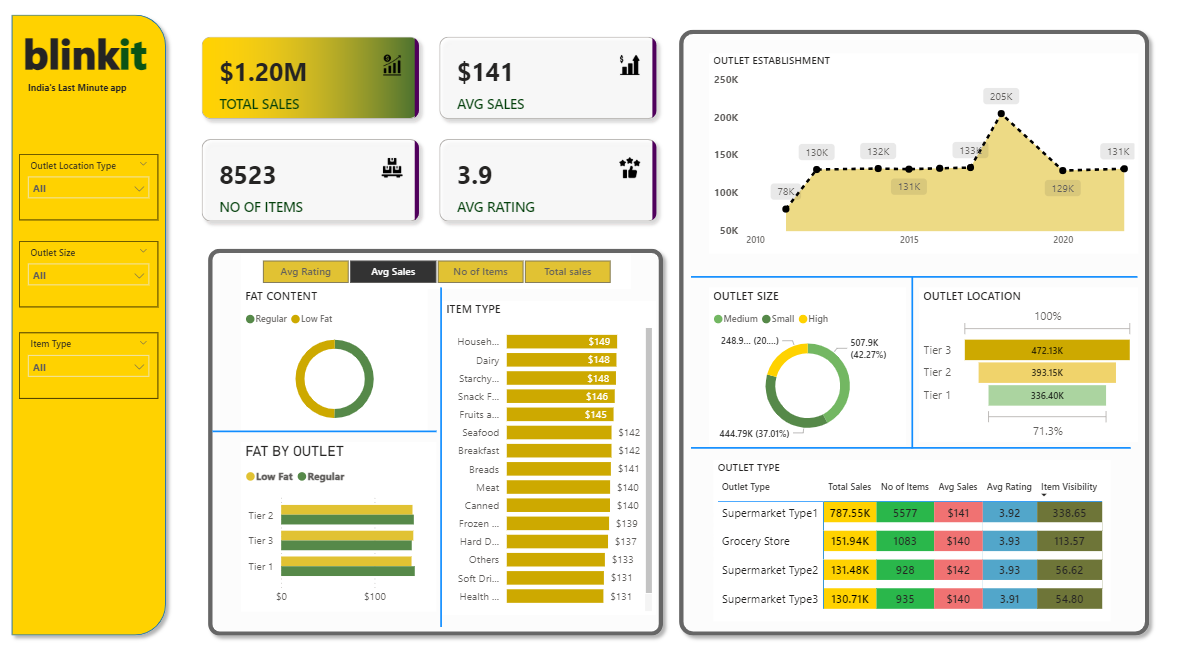 blinkit
India's Last Minute app
Outlet Location Type
All
Outlet Size
All
Item Type
All
$1.20M
TOTAL SALES
$141
AVG SALES
8523
NO OF ITEMS
3.9
AVG RATING
Avg Rating Avg Sales No of Items Total sales
FAT CONTENT
Regular Low Fat
FAT BY OUTLET
Low Fat Regular
Tier 2
Tier 3
Tier 1
$0 $100
ITEM TYPE
Househ... $149
Dairy $148
Starchy... $148
Snack F... $146
Fruits a... $145
Seafood $142
Breakfast $142
Breads $141
Meat $140
Canned $140
Frozen ... $139
Hard D... $137
Others $133
Soft Dri... $131
Health ... $131
OUTLET ESTABLISHMENT
250K
200K
150K
100K
50K
78K 130K 132K 131K 133K 205K 129K 131K
2010 2015 2020
OUTLET SIZE
Medium Small High
248.9... (20....)
507.9K
(42.27%)
444.79K (37.01%)
OUTLET LOCATION
100%
Tier 3 472.13K
Tier 2 393.15K
Tier 1 336.40K
71.3%
OUTLET TYPE
Outlet Type Total Sales No of Items Avg Sales Avg Rating Item Visibility
Supermarket Type1 787.55K 5577 $141 3.92 338.65
Grocery Store 151.94K 1083 $140 3.93 113.57
Supermarket Type2 131.48K 928 $142 3.93 56.62
Supermarket Type3 130.71K 935 $140 3.91 54.80